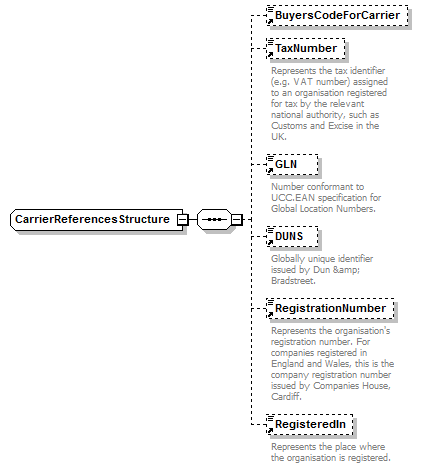 BuyersCodeForCarrier
TaxNumber
Represents the tax identifier
(e.g. VAT number) assigned
to an organisation registered
for tax by the relevant
national authority, such as
Customs and Excise in the
UK.
GLN
Number conformant to
UCC.EAN specification for
Global Location Numbers.
CarrierReferencesStructure
DUNS
Globally unique identifier
issued by Dun &amp;
Bradstreet.
RegistrationNumber
Represents the organisation's
registration number. For
companies registered in
England and Wales, this is the
company registration number
issued by Companies House,
Cardiff.
RegisteredIn
Represents the place where
the organisation is registered.